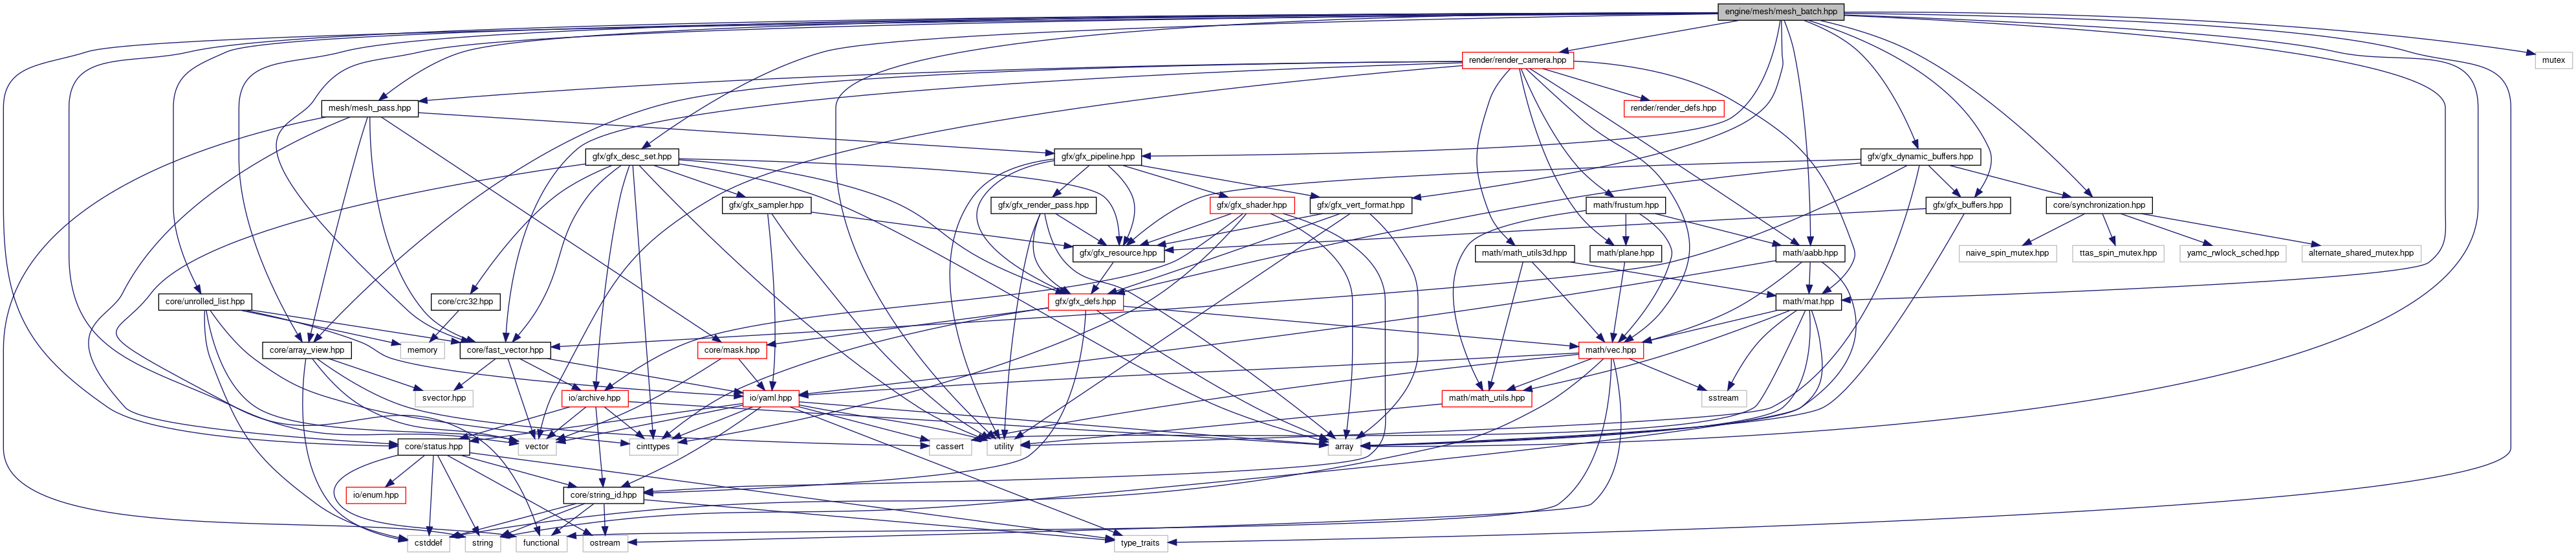 engine/mesh/mesh_batch.hpp
render/render_camera.hpp
mutex
mesh/mesh_pass.hpp
render/render_defs.hpp
gfx/gfx_desc_set.hpp
gfx/gfx_pipeline.hpp
gfx/gfx_dynamic_buffers.hpp
gfx/gfx_sampler.hpp
gfx/gfx_render_pass.hpp
gfx/gfx_shader.hpp
gfx/gfx_vert_format.hpp
math/frustum.hpp
gfx/gfx_buffers.hpp
core/synchronization.hpp
gfx/gfx_resource.hpp
math/math_utils3d.hpp
math/plane.hpp
math/aabb.hpp
naive_spin_mutex.hpp
ttas_spin_mutex.hpp
yamc_rwlock_sched.hpp
alternate_shared_mutex.hpp
core/unrolled_list.hpp
core/crc32.hpp
gfx/gfx_defs.hpp
math/mat.hpp
core/array_view.hpp
memory
core/fast_vector.hpp
core/mask.hpp
math/vec.hpp
svector.hpp
io/archive.hpp
io/yaml.hpp
math/math_utils.hpp
sstream
core/status.hpp
vector
cinttypes
cassert
utility
array
io/enum.hpp
core/string_id.hpp
cstddef
string
functional
ostream
type_traits